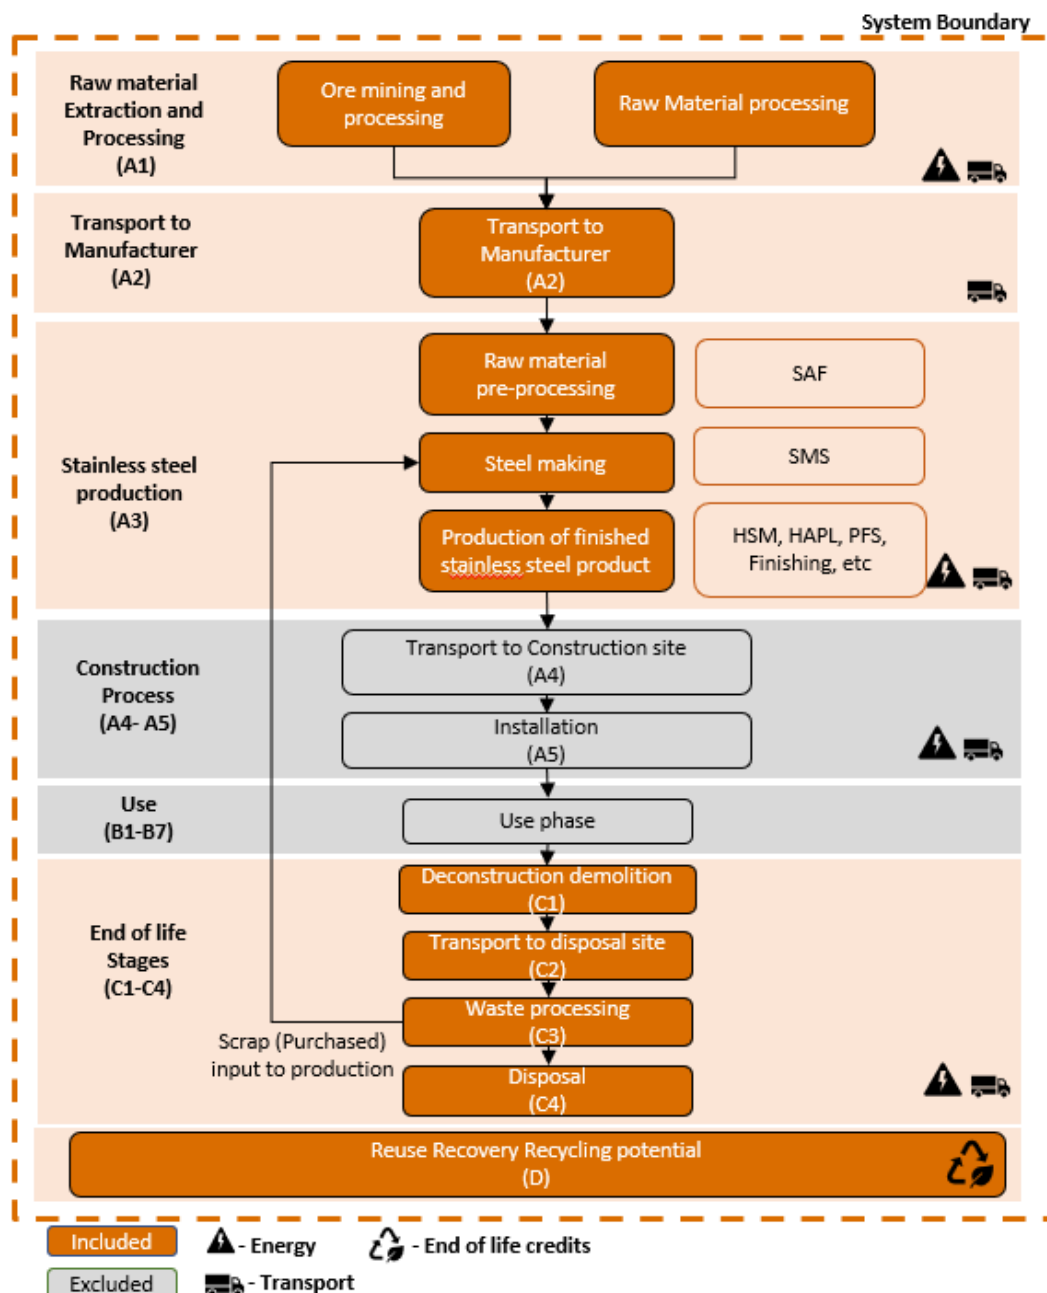 System Boundary
Raw material
Extraction and
Processing
(A1)
Ore mining and
processing
Raw Material processing
Transport to
Manufacturer
(A2)
Transport to
Manufacturer
(A2)
Stainless steel
production
(A3)
Raw material
pre-processing
SAF
Steel making
SMS
Production of finished
stainless steel product
HSM, HAPL, PFS,
Finishing, etc
Construction
Process
(A4- A5)
Transport to Construction site
(A4)
Installation
(A5)
Use
(B1-B7)
Use phase
End of life
Stages
(C1-C4)
Deconstruction demolition
(C1)
Transport to disposal site
(C2)
Waste processing
(C3)
Scrap (Purchased)
input to production
Disposal
(C4)
Reuse Recovery Recycling potential
(D)
Included
- Energy
- End of life credits
Excluded
- Transport